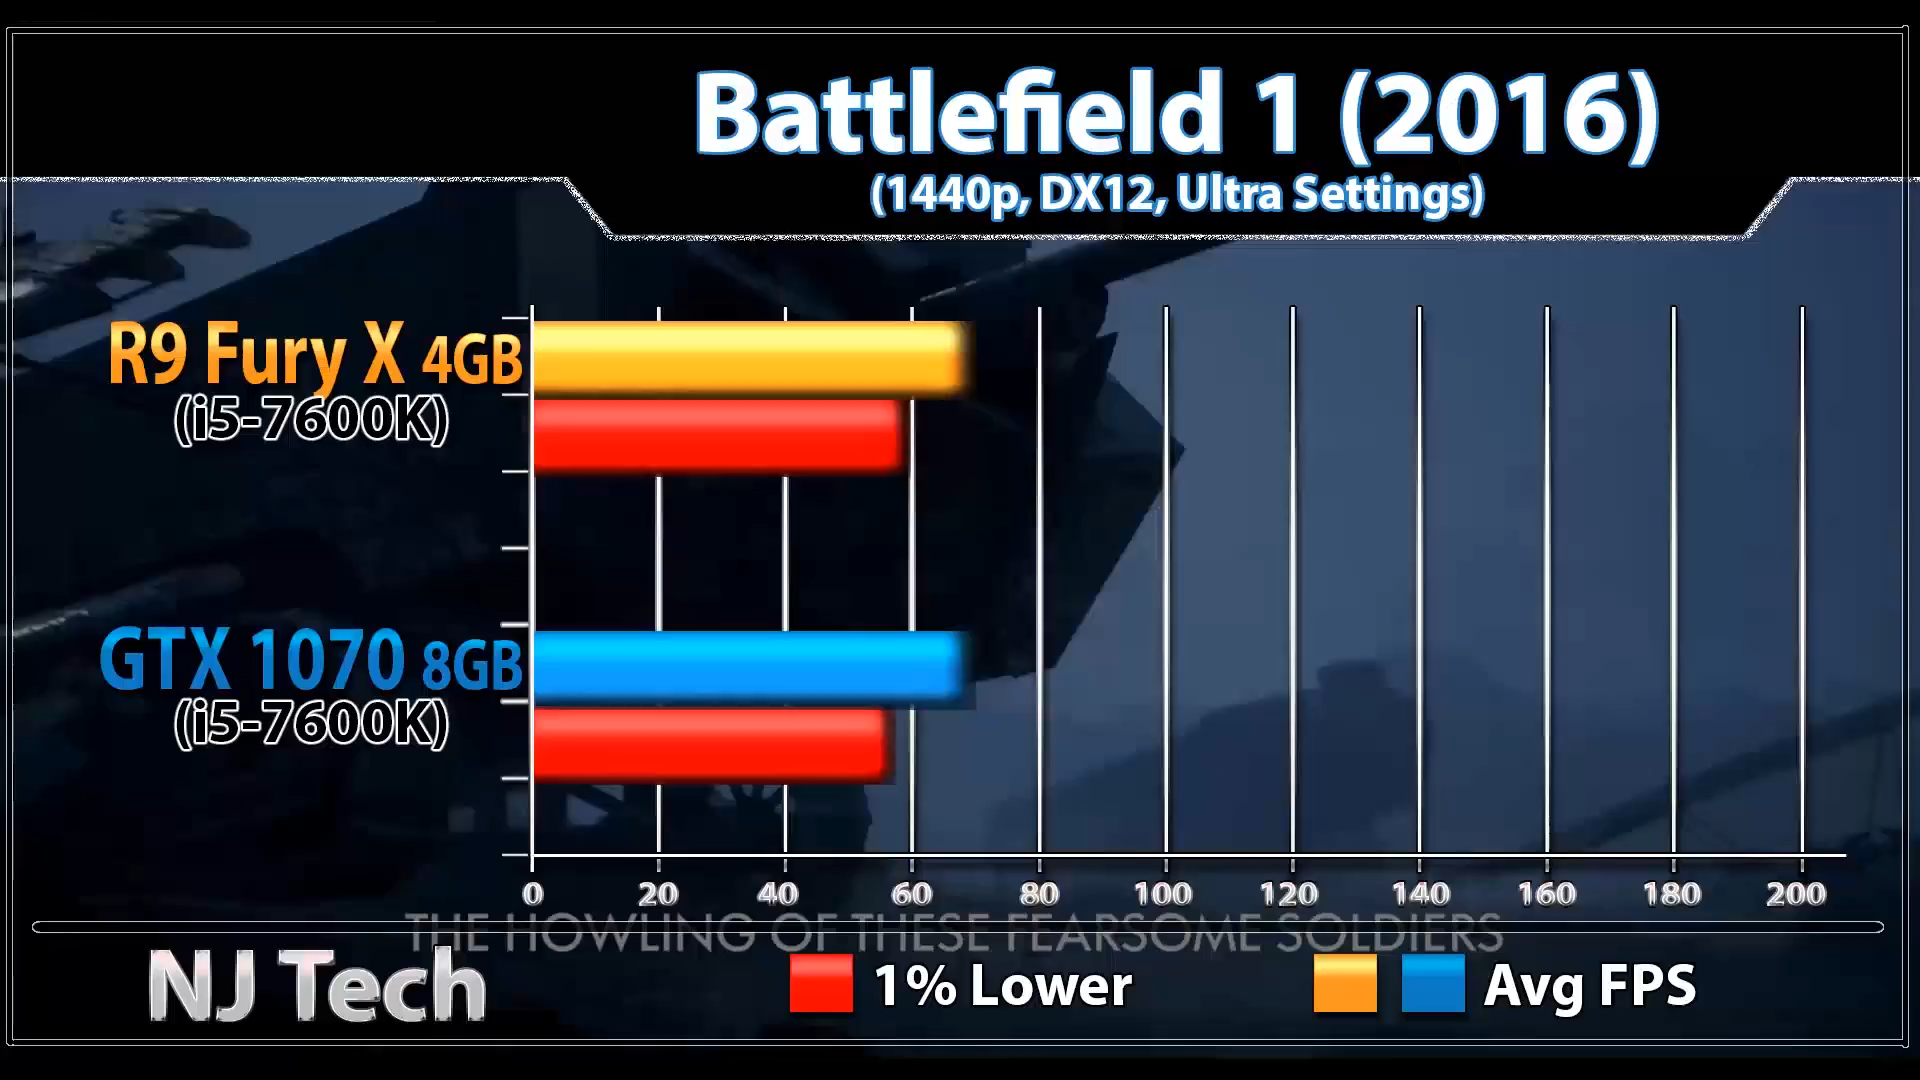 Battlefield 1 (2016)
(1440p, DX12, Ultra Settings)
R9 Fury X 4GB
(i5-7600K)
GTX 1070 8GB
(i5-7600K)
0 20 40 60 80 100 120 140 160 180 200
THE HOWLING OF THESE FEARSOME SOLDIERS
NJ Tech
1% Lower
Avg FPS